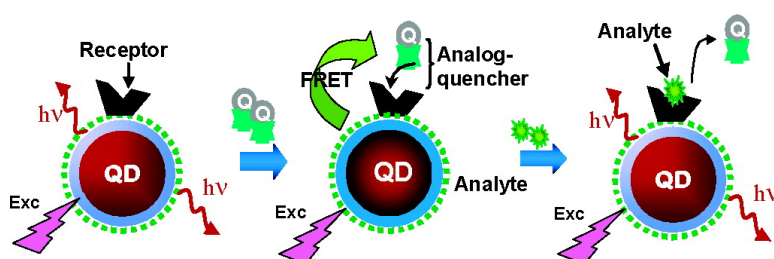 Receptor
hν
QD
hν
Exc
Q
Q
FRET
Q
Analog-
quencher
QD
Analyte
Exc
Analyte
Q
hν
QD
hν
Exc